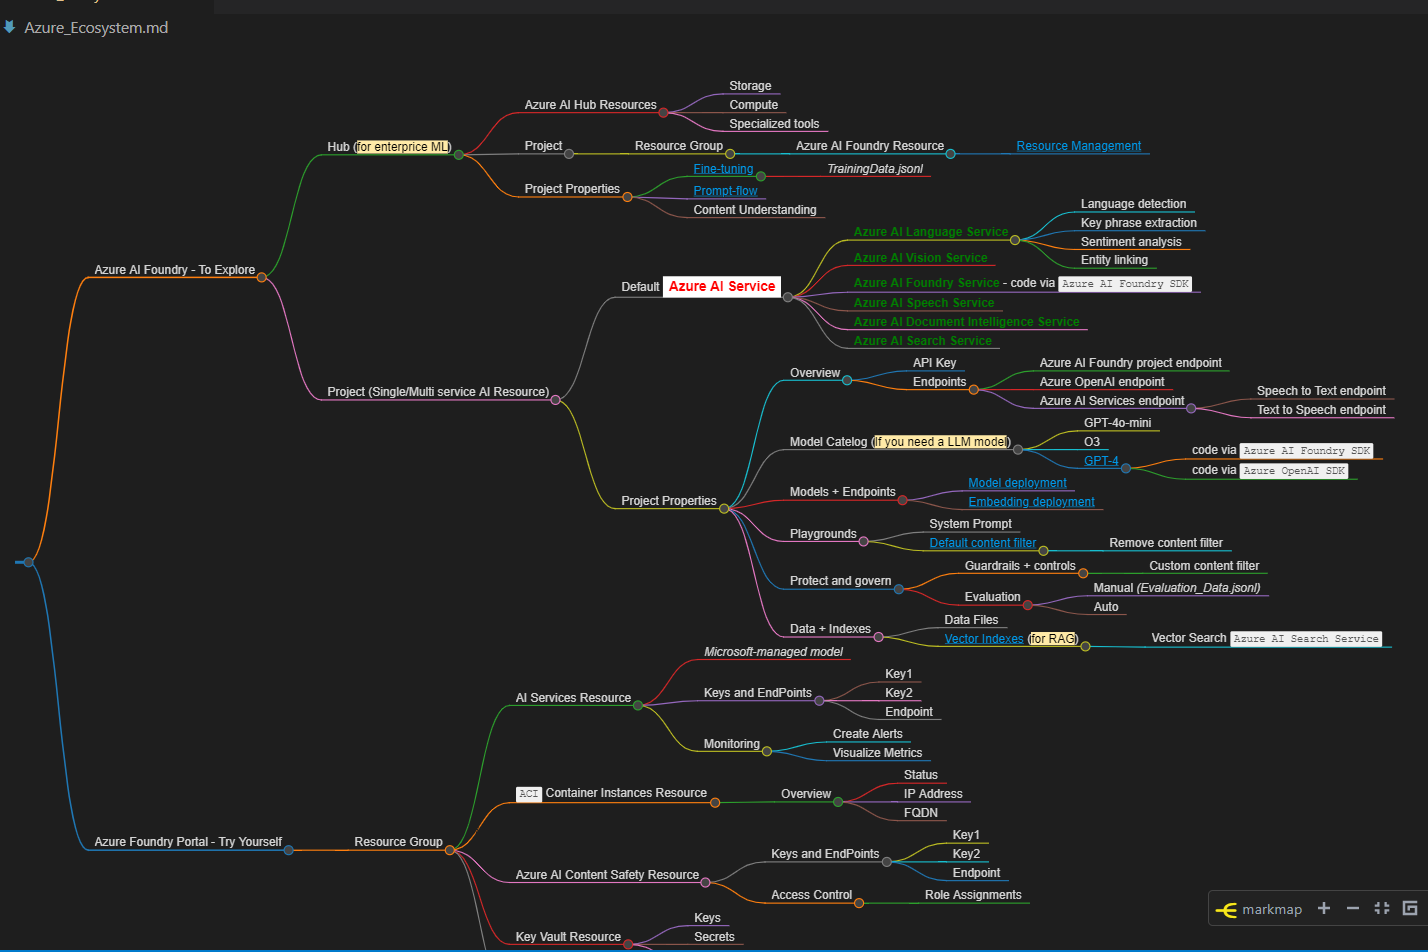 Azure_Ecosystem.md
Storage
Azure AI Hub Resources
Compute
Specialized tools
Hub (for enterprice ML)
Project
Resource Group
Azure AI Foundry Resource
Resource Management
Fine-tuning
TrainingData.jsonl
Project Properties
Prompt-flow
Content Understanding
Azure AI Foundry - To Explore
Language detection
Azure AI Language Service
Key phrase extraction
Sentiment analysis
Entity linking
Azure AI Vision Service
Default Azure AI Service
Azure AI Foundry Service - code via Azure AI Foundry SDK
Azure AI Speech Service
Azure AI Document Intelligence Service
Azure AI Search Service
Project (Single/Multi service AI Resource)
Overview
API Key
Endpoints
Azure AI Foundry project endpoint
Azure OpenAI endpoint
Azure AI Services endpoint
Speech to Text endpoint
Text to Speech endpoint
Model Catalog (If you need a LLM model)
GPT-4o-mini
O3
GPT-4
code via Azure AI Foundry SDK
code via Azure OpenAI SDK
Project Properties
Models + Endpoints
Model deployment
Embedding deployment
Playgrounds
System Prompt
Default content filter
Remove content filter
Protect and govern
Guardrails + controls
Custom content filter
Evaluation
Manual (Evaluation_Data.jsonl)
Auto
Data + Indexes
Data Files
Vector Indexes (for RAG)
Vector Search Azure AI Search Service
Microsoft-managed model
AI Services Resource
Keys and EndPoints
Key1
Key2
Endpoint
Monitoring
Create Alerts
Visualize Metrics
ACI Container Instances Resource
Overview
Status
IP Address
FQDN
Azure Foundry Portal - Try Yourself
Resource Group
Azure AI Content Safety Resource
Keys and EndPoints
Key1
Key2
Endpoint
Access Control
Role Assignments
Key Vault Resource
Keys
Secrets
markmap